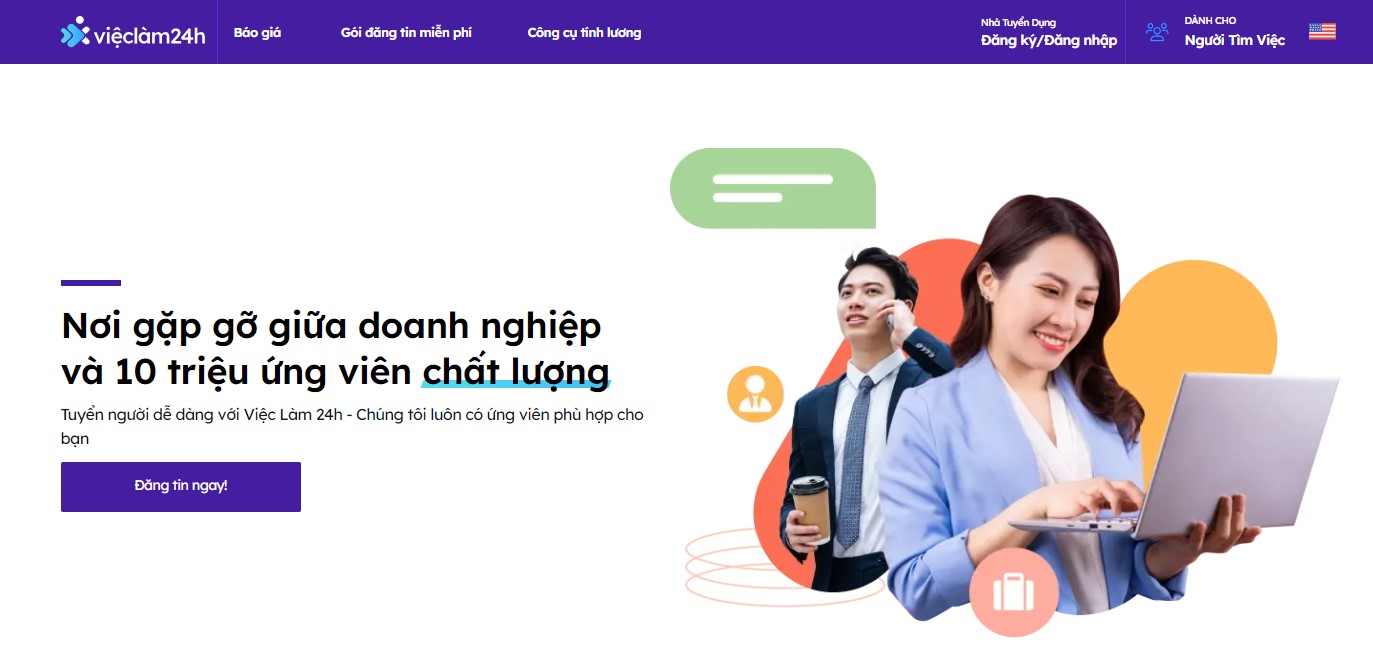 việclàm24h
Báo giá
Gói đăng tin miễn phí
Công cụ tính lương
Nhà Tuyển Dụng
Đăng ký/Đăng nhập
DÀNH CHO
Người Tìm Việc
Nơi gặp gỡ giữa doanh nghiệp
và 10 triệu ứng viên chất lượng
Tuyển người dễ dàng với Việc Làm 24h - Chúng tôi luôn có ứng viên phù hợp cho
bạn
Đăng tin ngay!